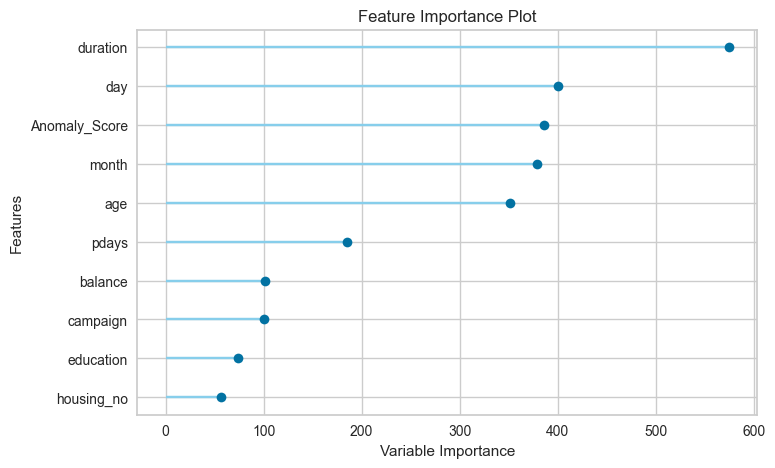 Feature Importance Plot
Features
duration
day
Anomaly_Score
month
age
pdays
balance
campaign
education
housing_no
0 100 200 300 400 500 600
Variable Importance